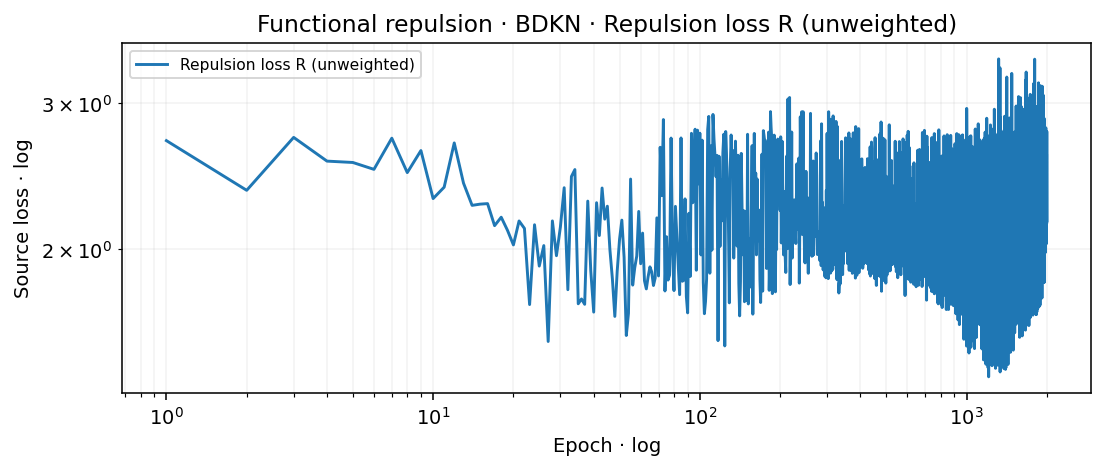 Functional repulsion · BDKN · Repulsion loss R (unweighted)
Repulsion loss R (unweighted)
Source loss · log
3 × 10⁰
2 × 10⁰
10⁰ 10¹ 10² 10³
Epoch · log